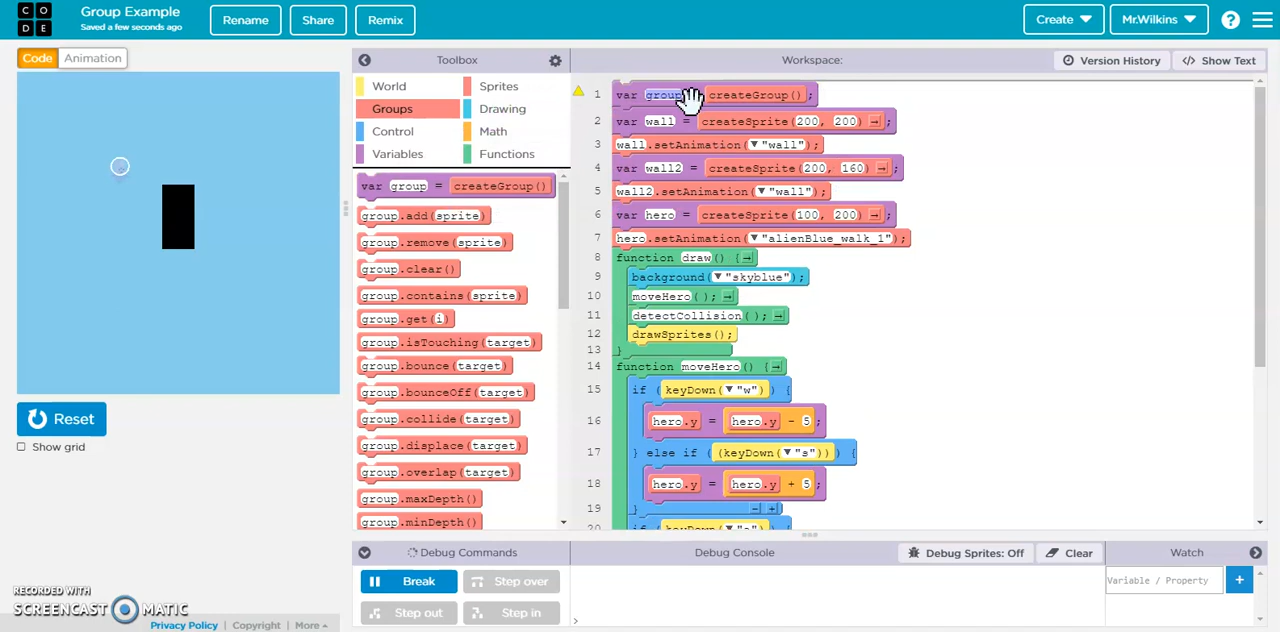 C O
D E
Group Example
Saved a few seconds ago
Rename
Share
Remix
Create
Mr.Wilkins
?
Code
Animation
Toolbox
Workspace:
Version History
</> Show Text
World
Sprites
Groups
Drawing
Control
Math
Variables
Functions
var group = createGroup()
group.add(sprite)
group.remove(sprite)
group.clear()
group.contains(sprite)
group.get(i)
group.isTouching(target)
group.bounce(target)
group.bounceOff(target)
group.collide(target)
group.displace(target)
group.overlap(target)
group.maxDepth()
group.minDepth()
1 var group createGroup();
2 var wall = createSprite(200, 200);
3 wall.setAnimation("wall");
4 var wall2 = createSprite(200, 160);
5 wall2.setAnimation("wall");
6 var hero = createSprite(100, 200);
7 hero.setAnimation("alienBlue_walk_1");
8 function draw() {
9 background("skyblue");
10 moveHero();
11 detectCollision();
12 drawSprites();
13 }
14 function moveHero() {
15 if (keyDown("w")) {
16 hero.y = hero.y - 5;
17 } else if ((keyDown("s"))) {
18 hero.y = hero.y + 5;
19 }
20 if (keyDown("a")) {
Reset
Show grid
Debug Commands
Debug Console
Debug Sprites: Off
Clear
Watch
Break
Step over
Step out
Step in
Variable / Property
+
>
RECORDED WITH
SCREENCAST MATIC
Privacy Policy | Copyright | More